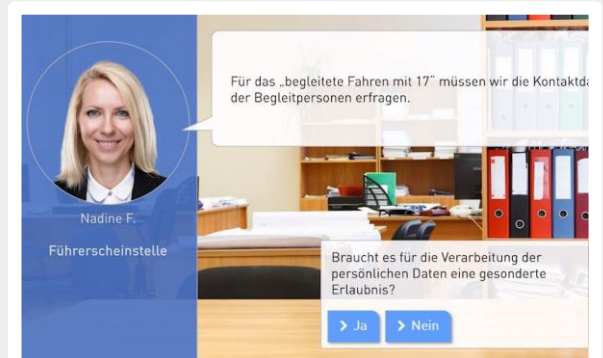 Für das „begleitete Fahren mit 17“ müssen wir die Kontaktda
der Begleitpersonen erfragen.
Nadine F.
Führerscheinstelle
Braucht es für die Verarbeitung der
persönlichen Daten eine gesonderte
Erlaubnis?
Ja
Nein